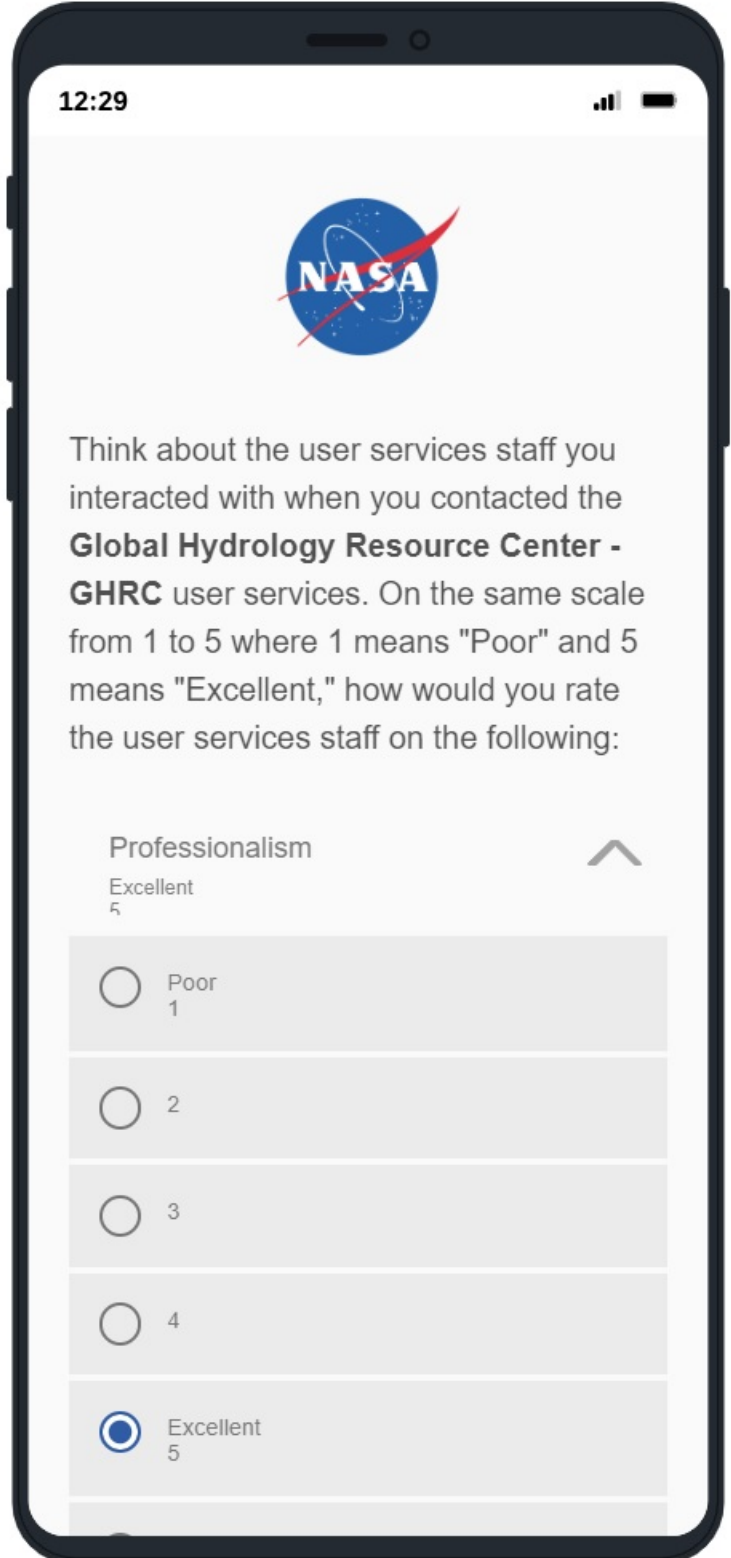 12:29
NASA
Think about the user services staff you
interacted with when you contacted the
Global Hydrology Resource Center -
GHRC user services. On the same scale
from 1 to 5 where 1 means "Poor" and 5
means "Excellent," how would you rate
the user services staff on the following:
Professionalism
Excellent
5
Poor
1
2
3
4
Excellent
5